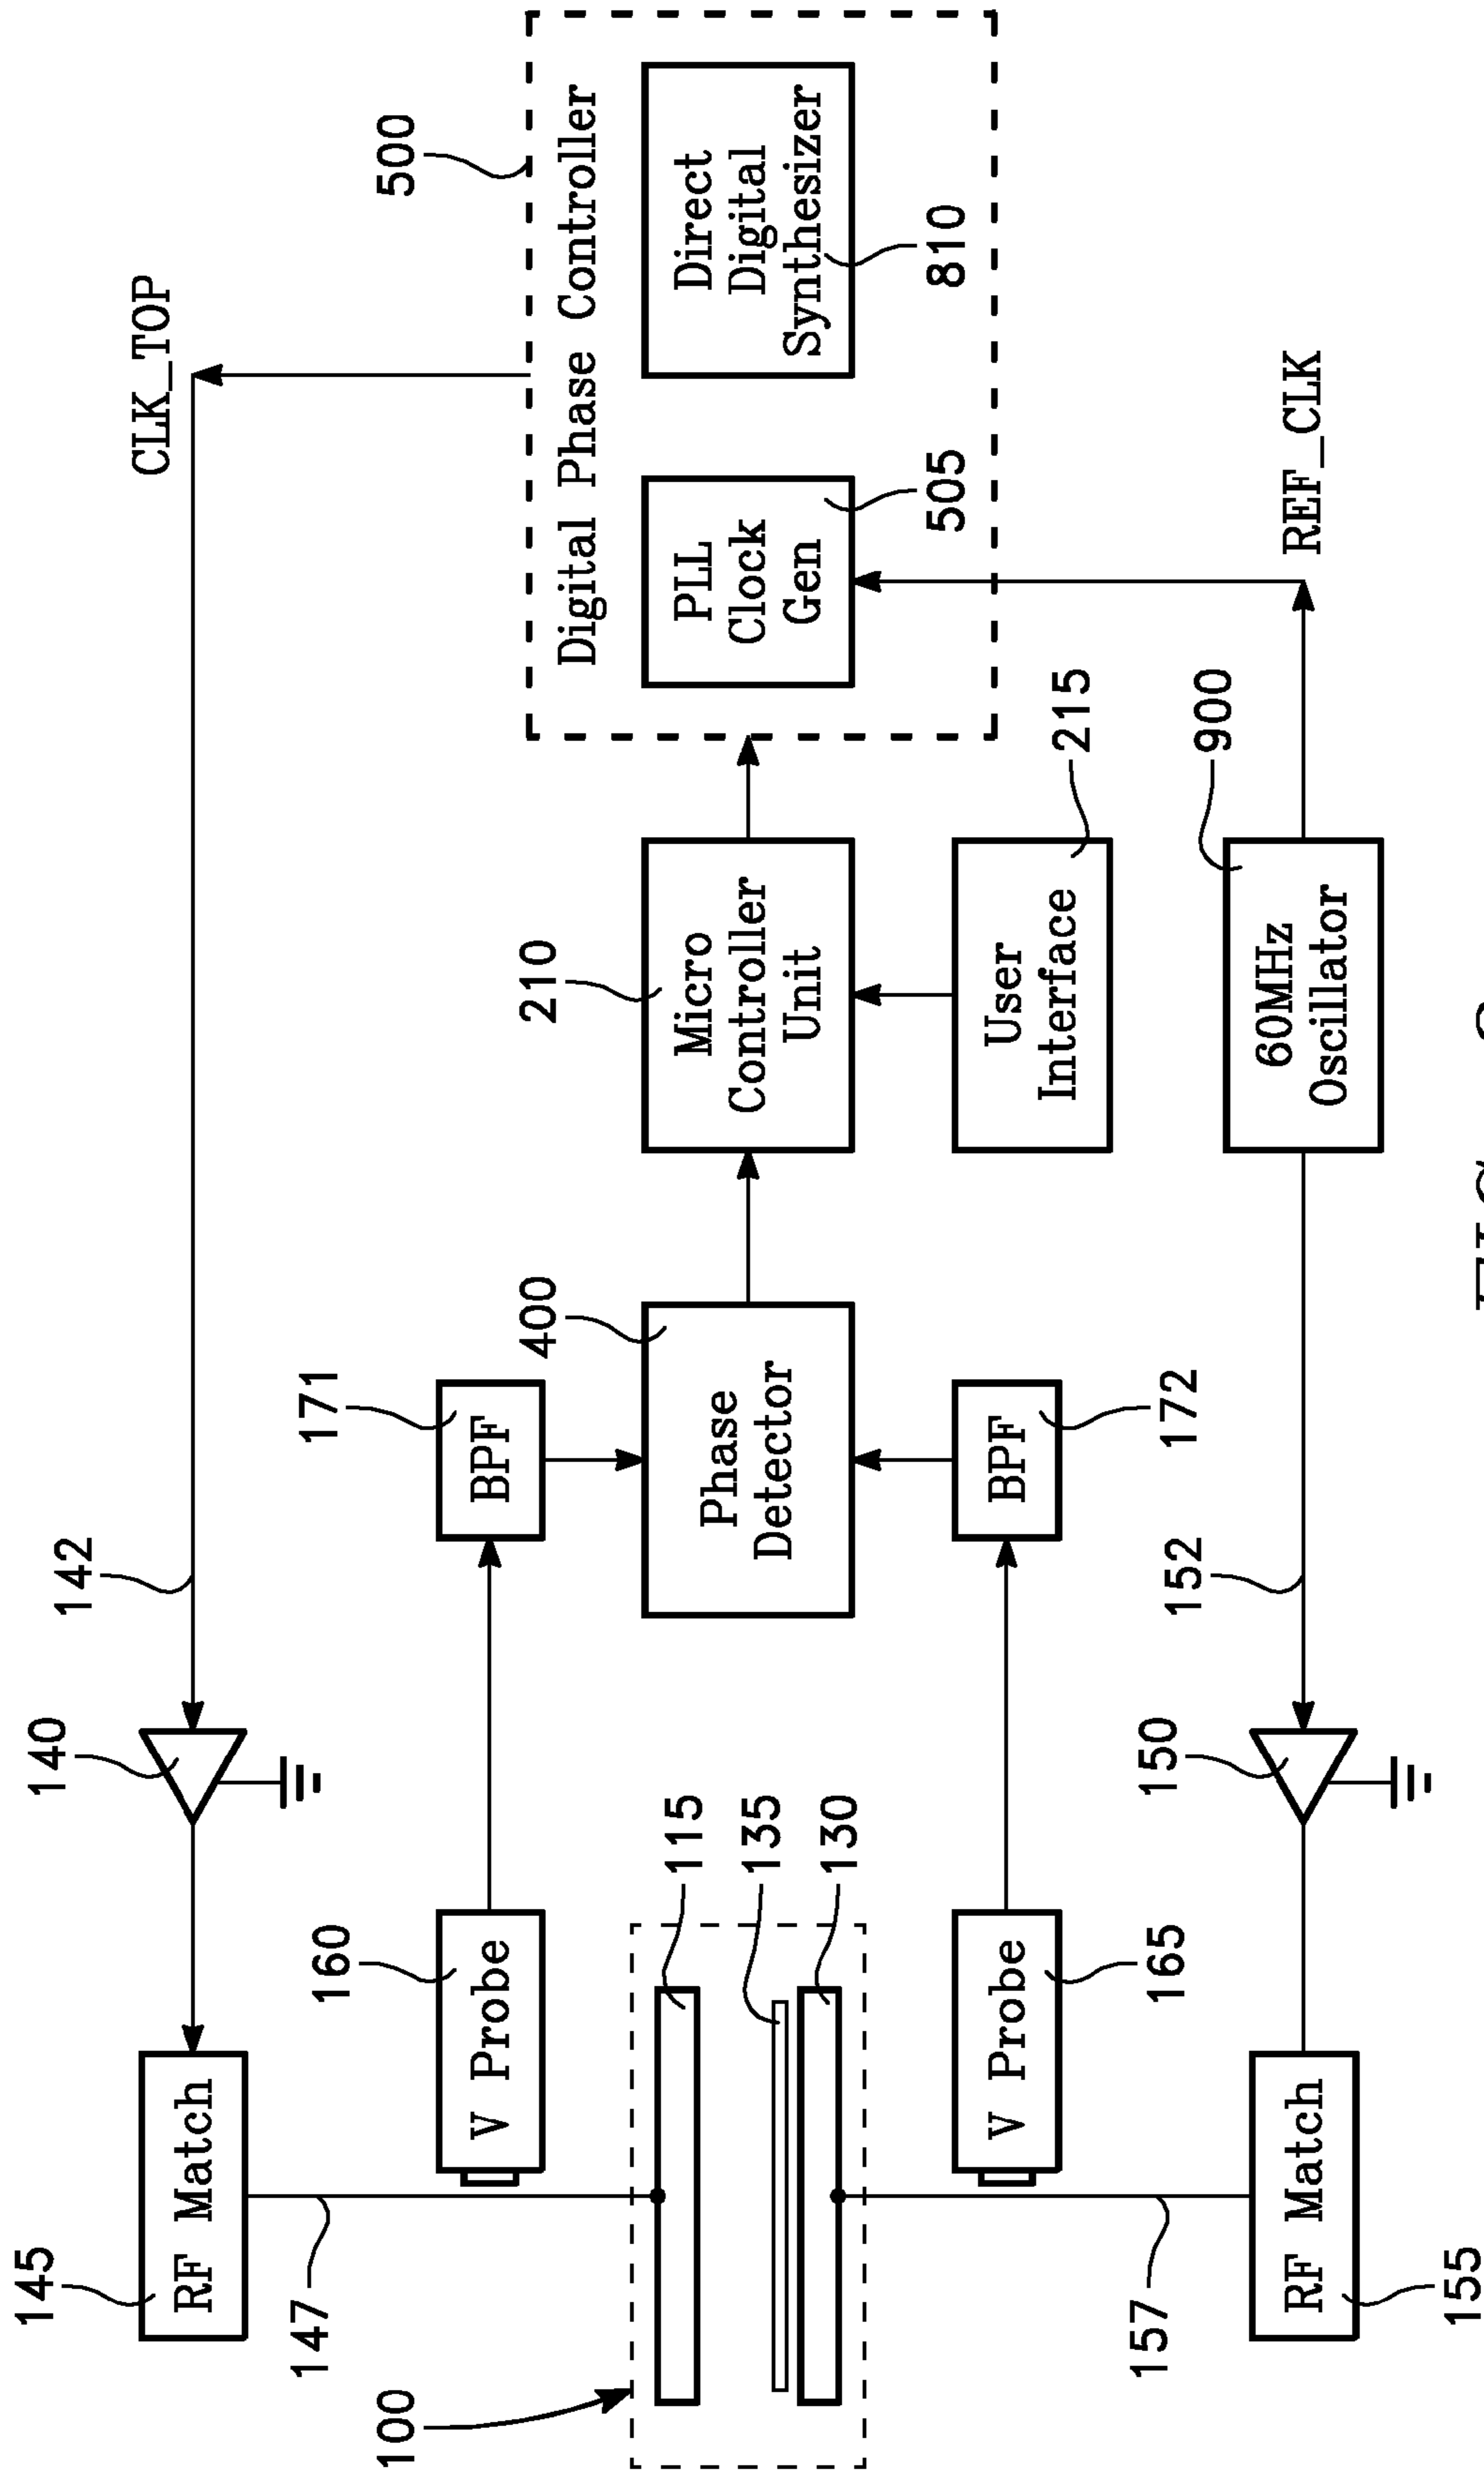 CLK_TOP
142
140
145
RF Match
147
500
Digital Phase Controller
Direct
Digital
Synthesizer
810
PLL
Clock
Gen
505
210
Micro
Controller
Unit
400
Phase
Detector
171
BPF
160
V Probe
100
115
135
130
BPF
172
V Probe
165
User
Interface
215
REF_CLK
900
60MHz
Oscillator
152
150
157
RF Match
155